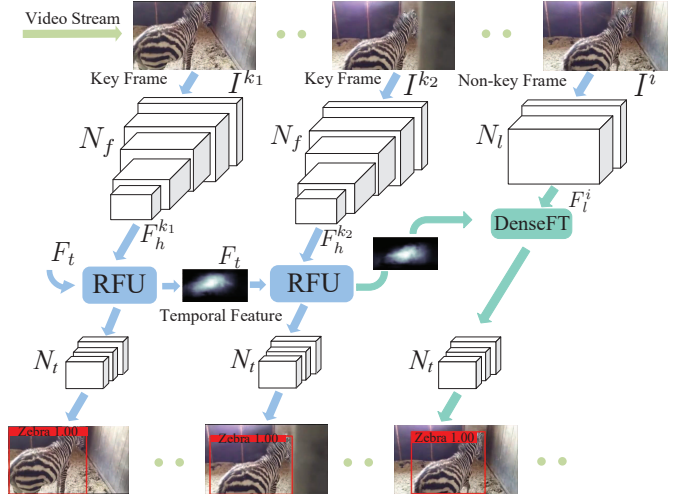 Video Stream
Key Frame
I^{k_1}
Key Frame
I^{k_2}
Non-key Frame
I^i
N_f
N_f
N_l
F_h^{k_1}
F_h^{k_2}
F_l^i
DenseFT
F_t
RFU
F_t
RFU
Temporal Feature
N_t
N_t
N_t
Zebra 1.00
Zebra 1.00
Zebra 1.00